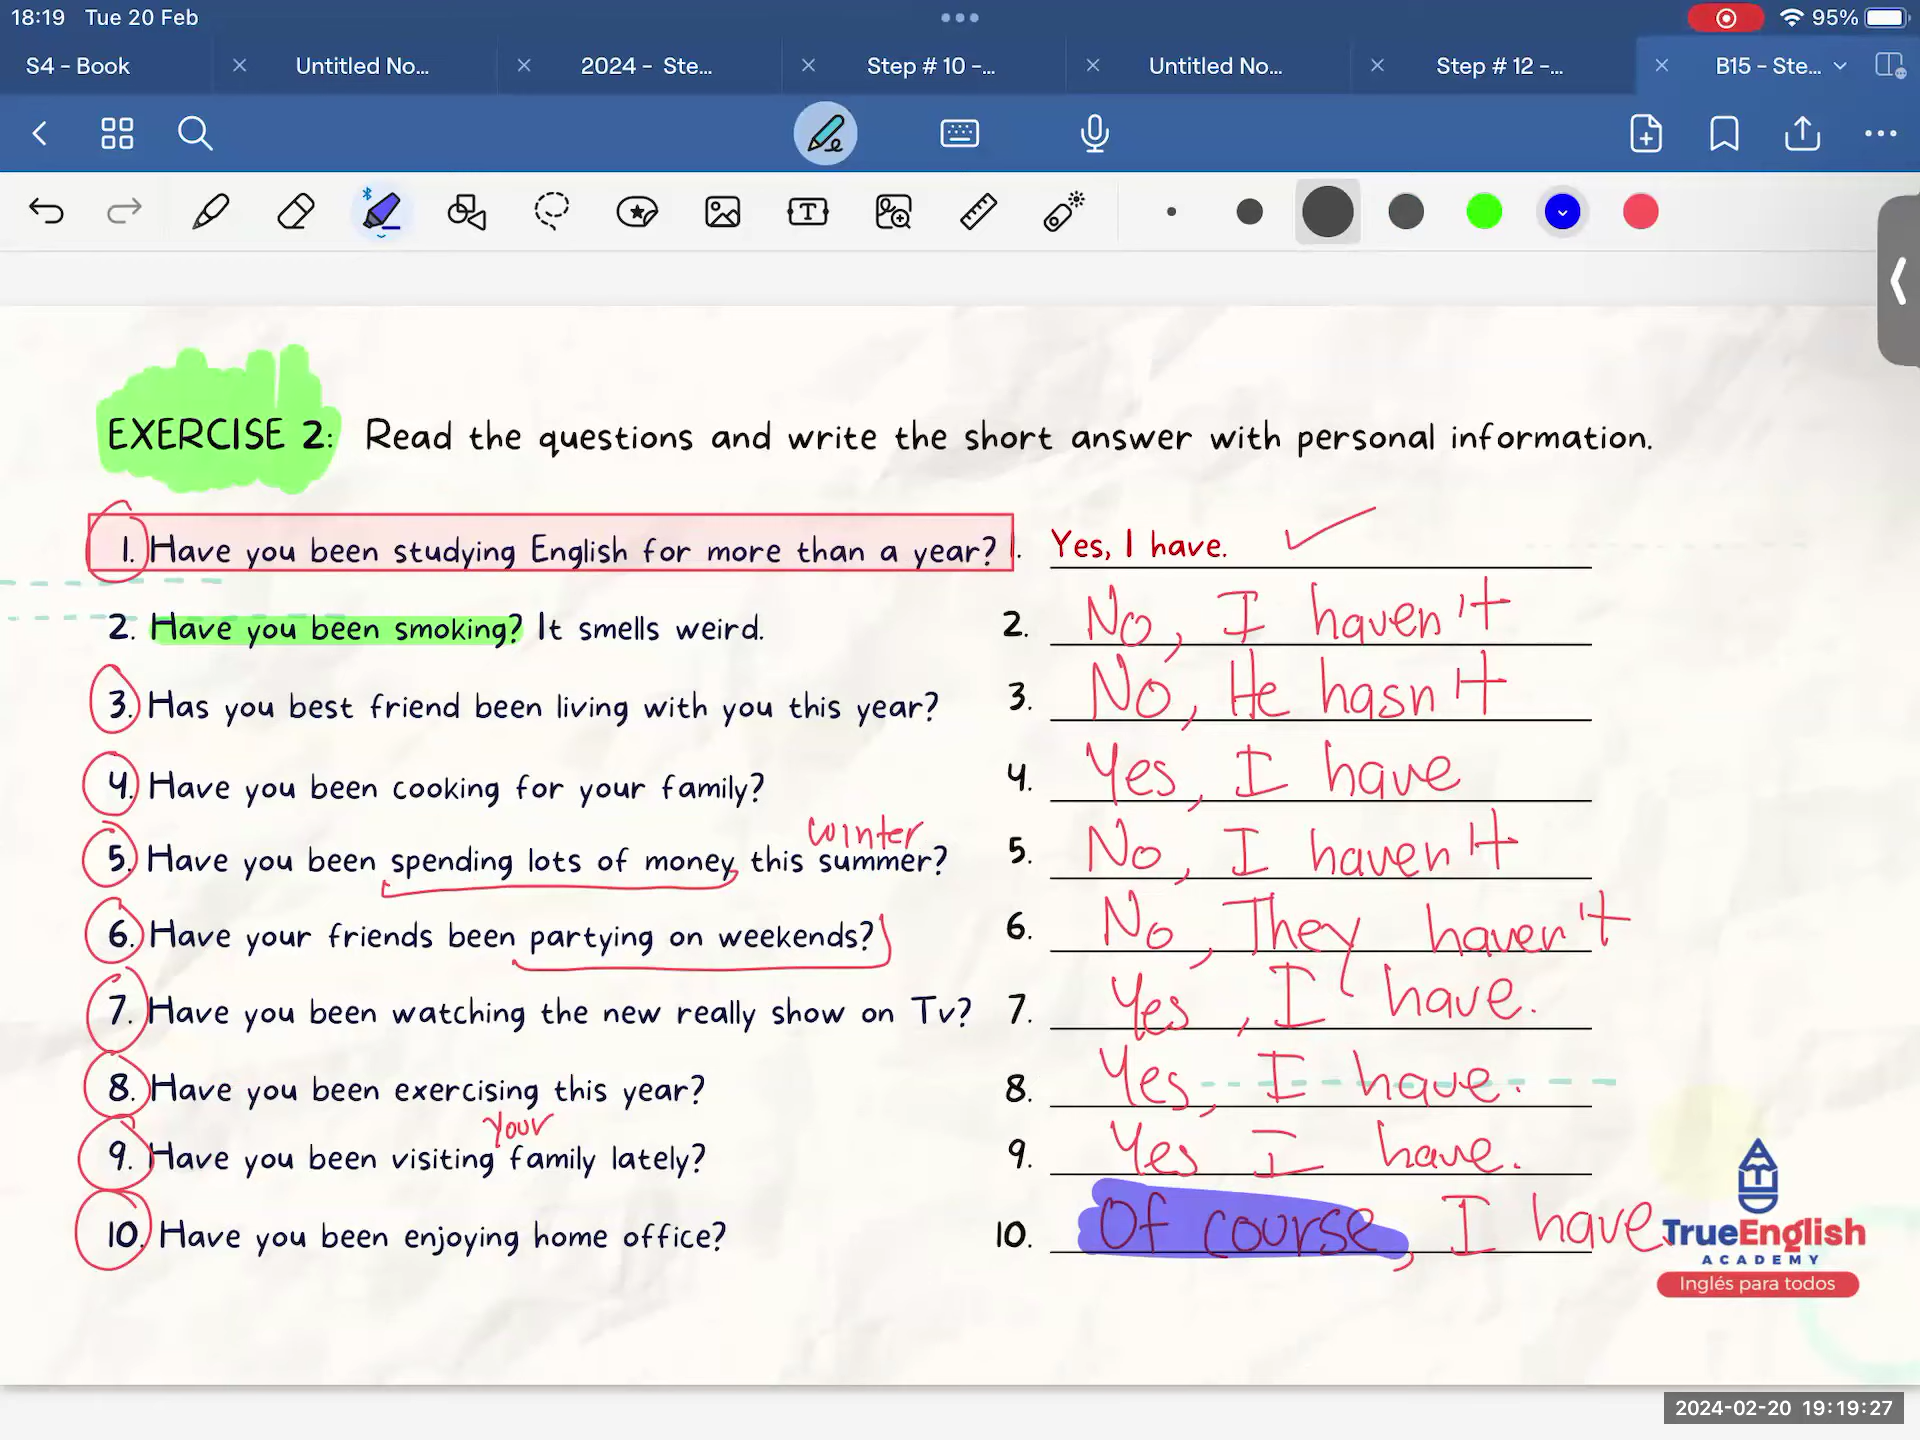 18:19 Tue 20 Feb 95%
S4 - Book Untitled No... 2024 - Ste... Step # 10 -... Untitled No... Step # 12 -... B15 - Ste...
EXERCISE 2: Read the questions and write the short answer with personal information.
1. Have you been studying English for more than a year? . Yes, I have.
2. Have you been smoking? It smells weird. 2. No, I haven't
3. Has you best friend been living with you this year? 3. No, He hasn't
4. Have you been cooking for your family? 4. Yes, I have
winter
5. Have you been spending lots of money this summer? 5. No, I haven't
6. Have your friends been partying on weekends? 6. No, They haven't
7. Have you been watching the new really show on Tv? 7. Yes, I have.
8. Have you been exercising this year? 8. Yes, I have.
your
9. Have you been visiting family lately? 9. Yes I have.
10. Have you been enjoying home office? 10. Of course, I have.
TrueEnglish
ACADEMY
Inglés para todos
2024-02-20 19:19:27